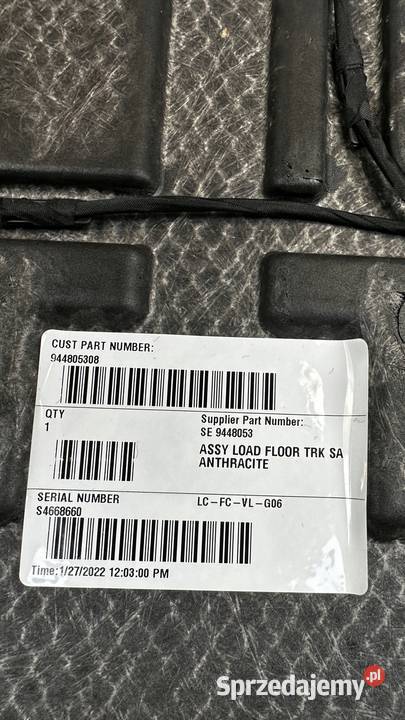 CUST PART NUMBER:
944805308
QTY
1
Supplier Part Number:
SE 9448053
ASSY LOAD FLOOR TRK SA
ANTHRACITE
SERIAL NUMBER
S4668660
LC-FC-VL-G06
Time:1/27/2022 12:03:00 PM
Sprzedajemy.pl